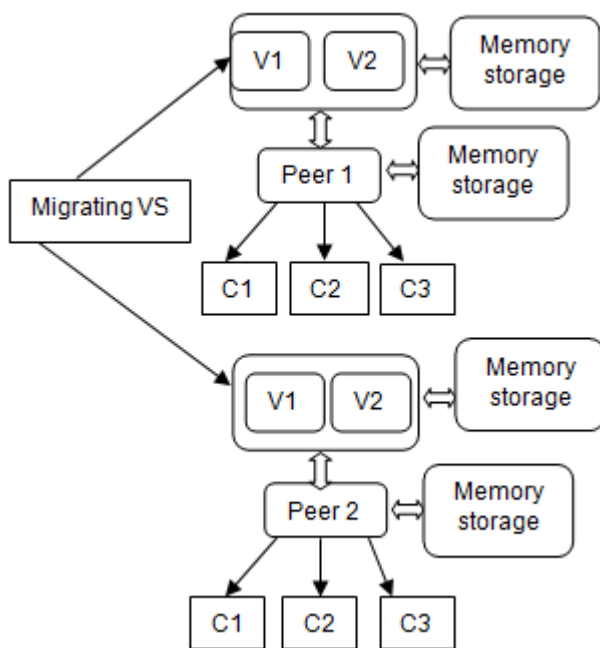 V1 V2
Memory
storage
Peer 1
Memory
storage
Migrating VS
C1 C2 C3
V1 V2
Memory
storage
Peer 2
Memory
storage
C1 C2 C3